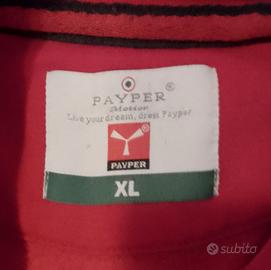 PAYPER ®
Motion
Live your dream, dress Payper
®
PAYPER
XL
subito